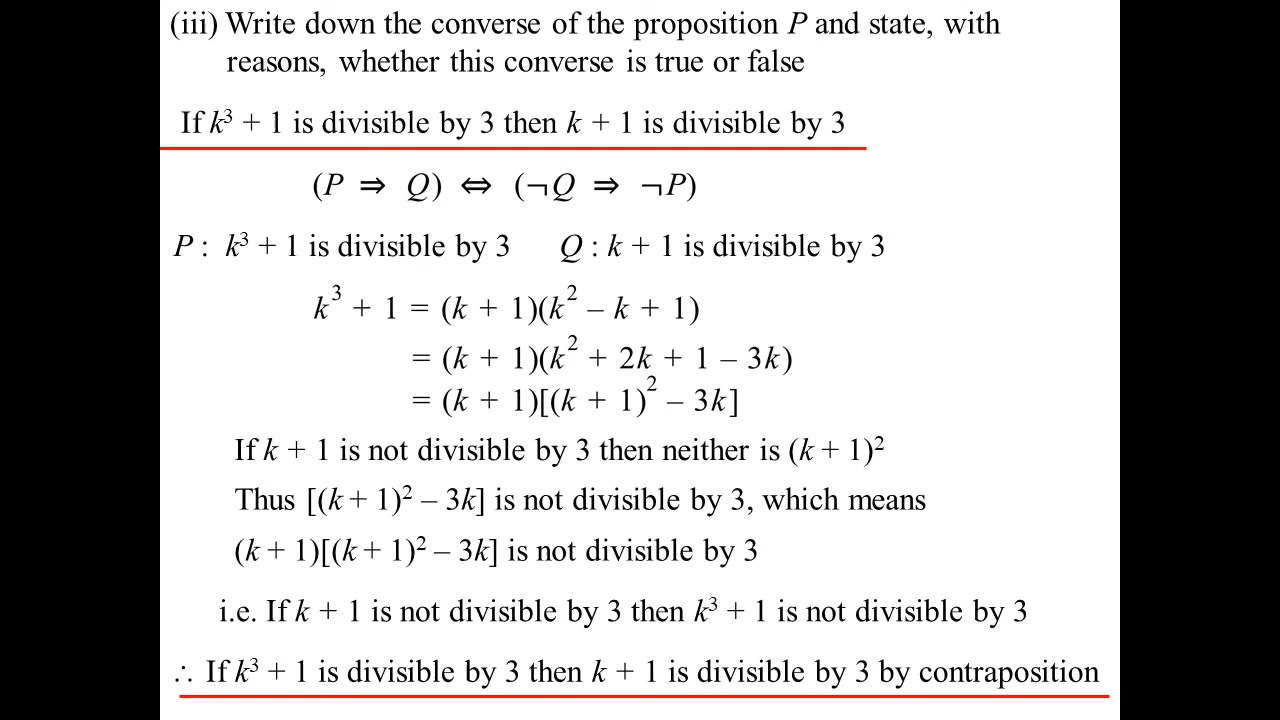 (iii) Write down the converse of the proposition P and state, with
reasons, whether this converse is true or false
If k³ + 1 is divisible by 3 then k + 1 is divisible by 3
(P ⇒ Q) ⇔ (¬Q ⇒ ¬P)
P : k³ + 1 is divisible by 3 Q : k + 1 is divisible by 3
k³ + 1 = (k + 1)(k² – k + 1)
= (k + 1)(k² + 2k + 1 – 3k)
= (k + 1)[(k + 1)² – 3k]
If k + 1 is not divisible by 3 then neither is (k + 1)²
Thus [(k + 1)² – 3k] is not divisible by 3, which means
(k + 1)[(k + 1)² – 3k] is not divisible by 3
i.e. If k + 1 is not divisible by 3 then k³ + 1 is not divisible by 3
∴ If k³ + 1 is divisible by 3 then k + 1 is divisible by 3 by contraposition